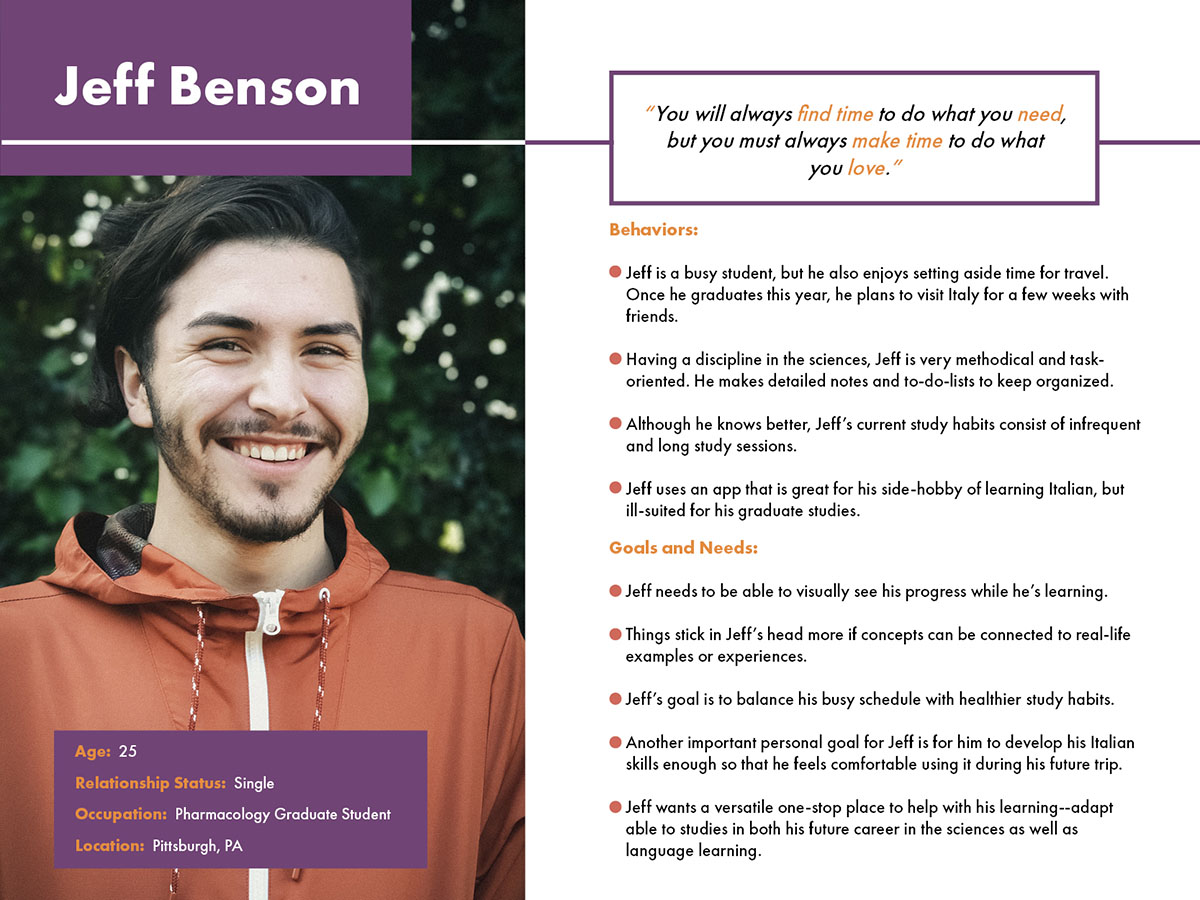 Jeff Benson
“You will always find time to do what you need,
but you must always make time to do what
you love.”
Behaviors:
Jeff is a busy student, but he also enjoys setting aside time for travel.
Once he graduates this year, he plans to visit Italy for a few weeks with
friends.
Having a discipline in the sciences, Jeff is very methodical and task-
oriented. He makes detailed notes and to-do-lists to keep organized.
Although he knows better, Jeff’s current study habits consist of infrequent
and long study sessions.
Jeff uses an app that is great for his side-hobby of learning Italian, but
ill-suited for his graduate studies.
Goals and Needs:
Jeff needs to be able to visually see his progress while he’s learning.
Things stick in Jeff’s head more if concepts can be connected to real-life
examples or experiences.
Jeff’s goal is to balance his busy schedule with healthier study habits.
Another important personal goal for Jeff is for him to develop his Italian
skills enough so that he feels comfortable using it during his future trip.
Jeff wants a versatile one-stop place to help with his learning--adapt
able to studies in both his future career in the sciences as well as
language learning.
Age: 25
Relationship Status: Single
Occupation: Pharmacology Graduate Student
Location: Pittsburgh, PA